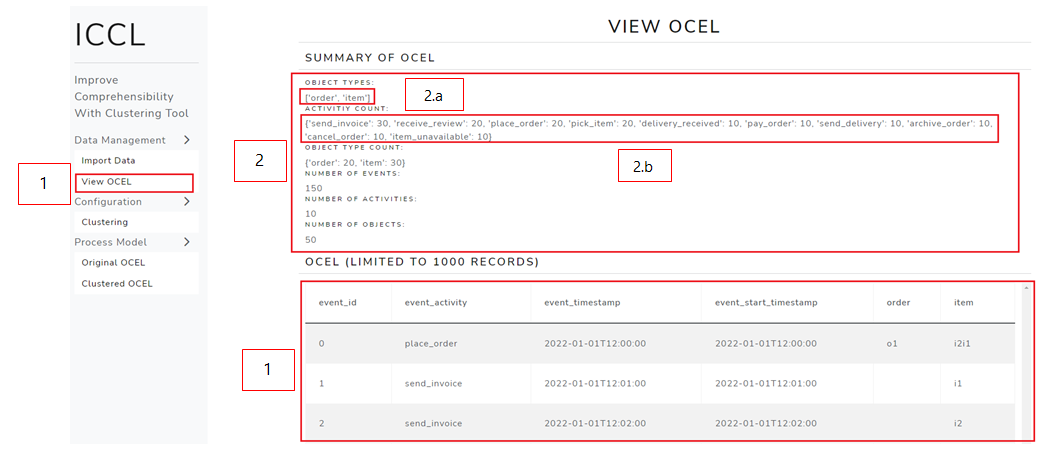 ICCL
Improve
Comprehensibility
With Clustering Tool
Data Management
Import Data
1
View OCEL
Configuration
Clustering
Process Model
Original OCEL
Clustered OCEL
VIEW OCEL
SUMMARY OF OCEL
2
OBJECT TYPES:
['order', 'item']
2.a
ACTIVITIY COUNT:
{'send_invoice': 30, 'receive_review': 20, 'place_order': 20, 'pick_item': 20, 'delivery_received': 10, 'pay_order': 10, 'send_delivery': 10, 'archive_order': 10,
'cancel_order': 10, 'item_unavailable': 10}
2.b
OBJECT TYPE COUNT:
{'order': 20, 'item': 30}
NUMBER OF EVENTS:
150
NUMBER OF ACTIVITIES:
10
NUMBER OF OBJECTS:
50
OCEL (LIMITED TO 1000 RECORDS)
1
event_id event_activity event_timestamp event_start_timestamp order item
0 place_order 2022-01-01T12:00:00 2022-01-01T12:00:00 o1 i2i1
1 send_invoice 2022-01-01T12:01:00 2022-01-01T12:01:00 i1
2 send_invoice 2022-01-01T12:02:00 2022-01-01T12:02:00 i2